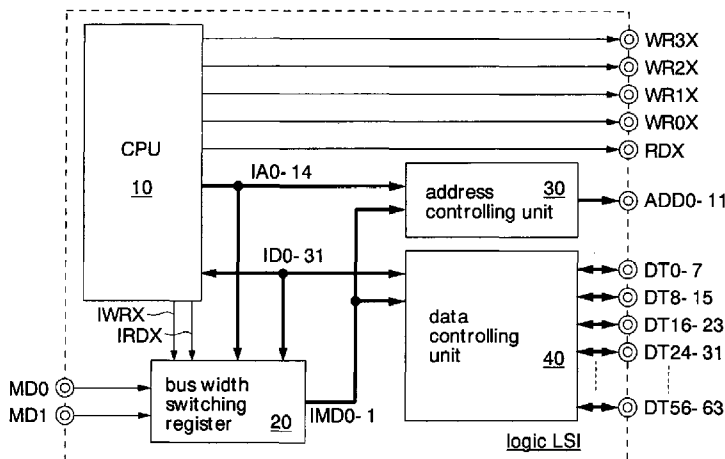 WR3X
WR2X
WR1X
WR0X
RDX
CPU
10
IA0-14
address
controlling unit
30
ADD0-11
ID0-31
DT0-7
DT8-15
DT16-23
DT24-31
DT56-63
data
controlling
unit
40
IWRX
IRDX
MD0
MD1
bus width
switching
register
20
IMD0-1
logic LSI